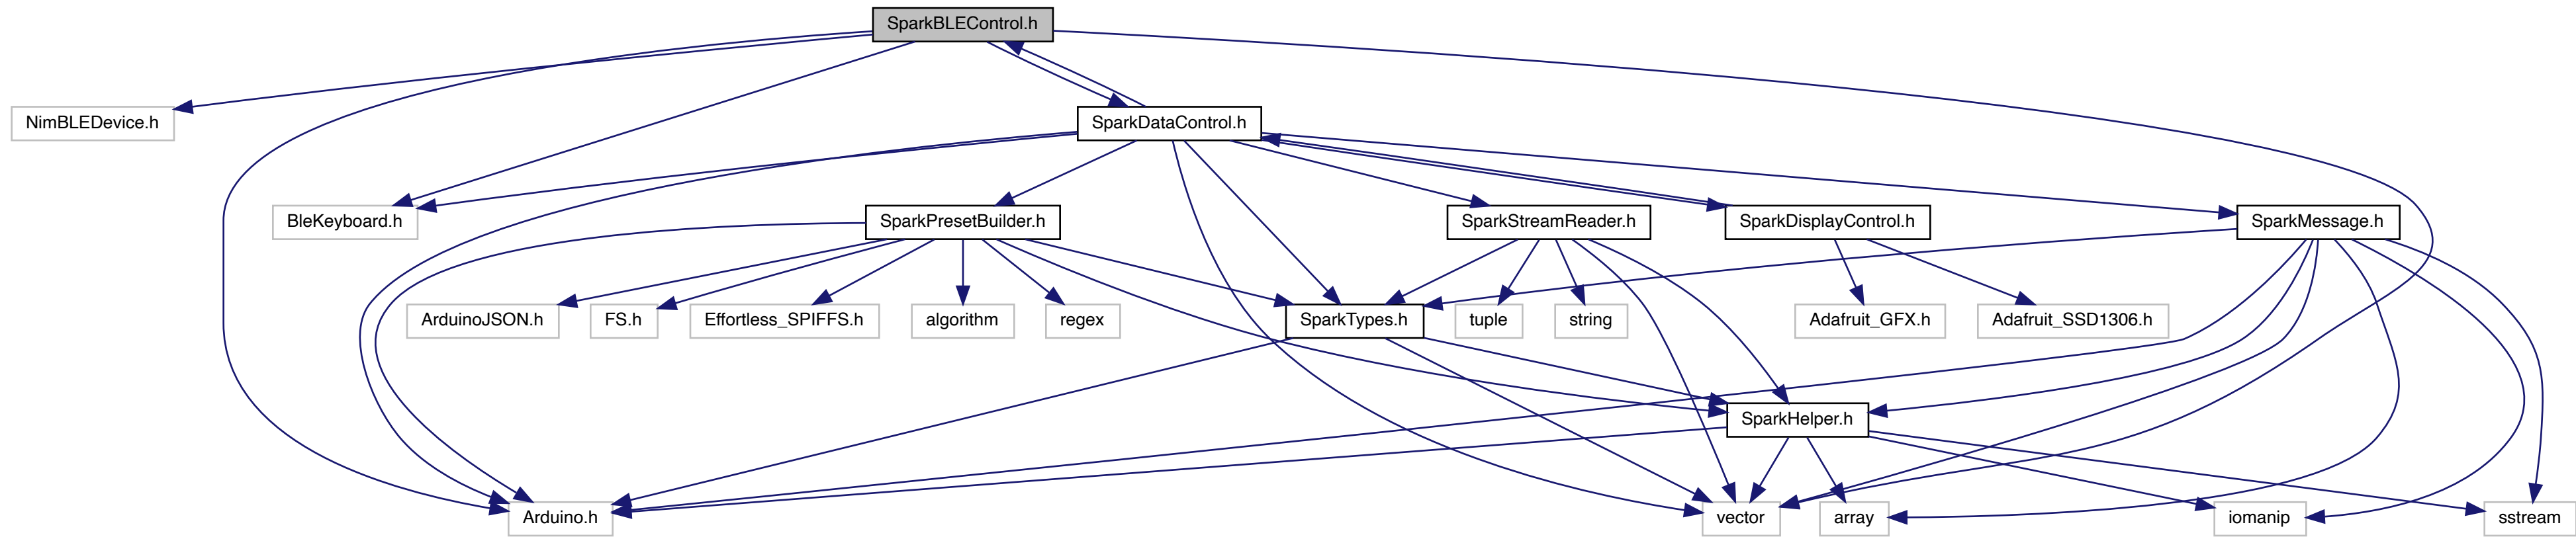 SparkBLEControl.h
NimBLEDevice.h
SparkDataControl.h
BleKeyboard.h
SparkPresetBuilder.h
SparkStreamReader.h
SparkDisplayControl.h
SparkMessage.h
ArduinoJSON.h
FS.h
Effortless_SPIFFS.h
algorithm
regex
SparkTypes.h
tuple
string
Adafruit_GFX.h
Adafruit_SSD1306.h
SparkHelper.h
Arduino.h
vector
array
iomanip
sstream